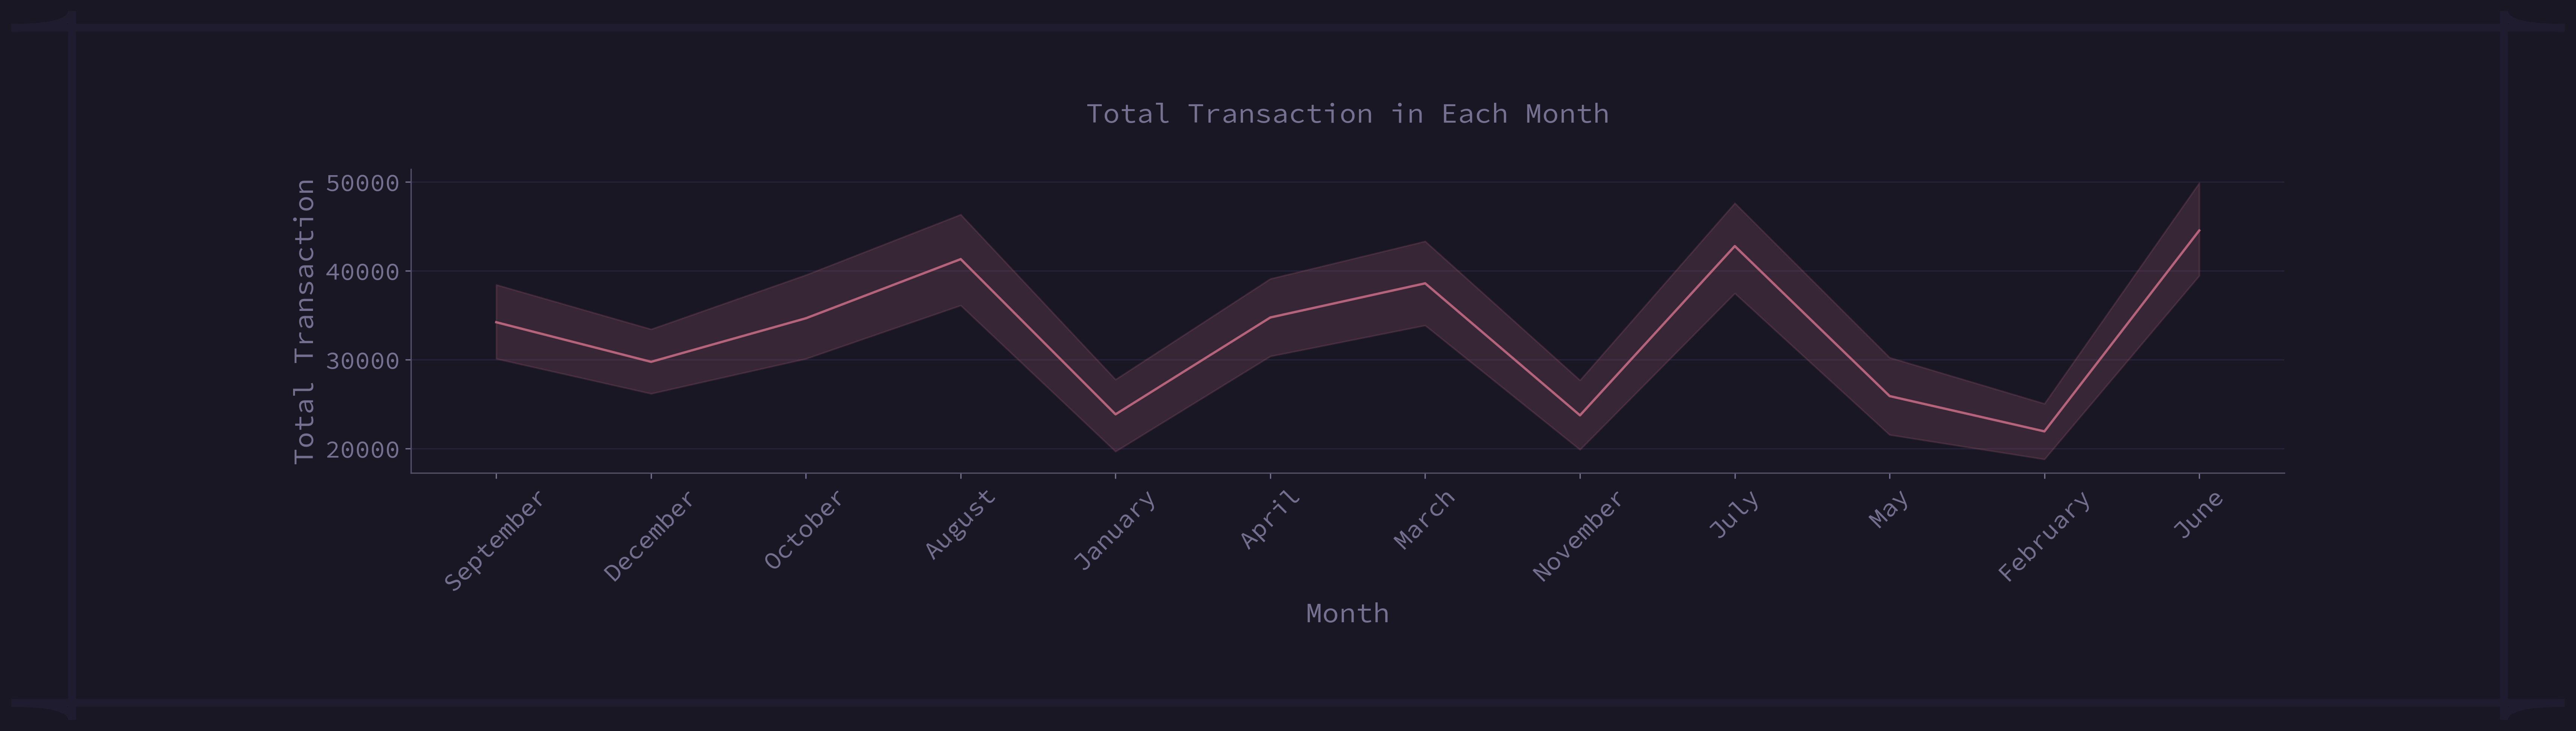 Total Transaction in Each Month
Total Transaction
50000
40000
30000
20000
September
December
October
August
January
April
March
November
July
May
February
June
Month